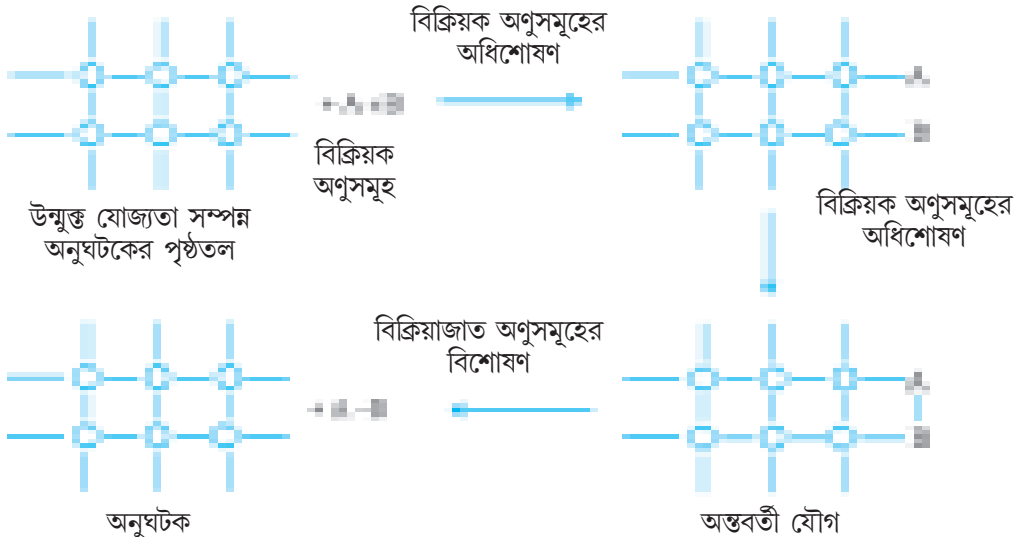 বিক্রিয়ক অণুসমূহের
অধিশোষণ
+ A + B
A
B
বিক্রিয়ক
অণুসমূহ
উন্মুক্ত যোজ্যতা সম্পন্ন
অনুঘটকের পৃষ্ঠতল
বিক্রিয়ক অণুসমূহের
অধিশোষণ
বিক্রিয়াজাত অণুসমূহের
বিশোষণ
+ A – B
A
B
অনুঘটক
অন্তবর্তী যৌগ